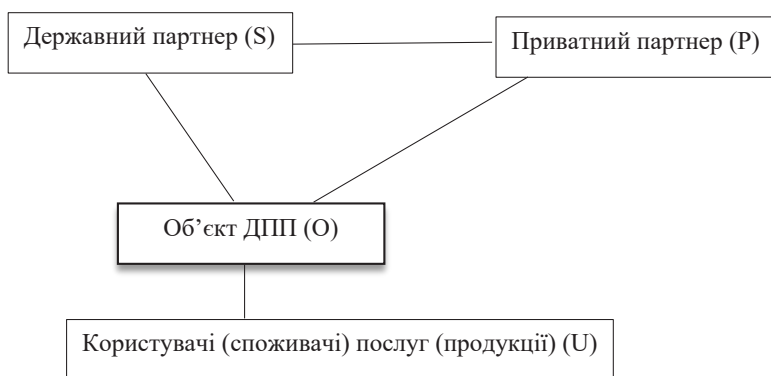 Державний партнер (S)
Приватний партнер (P)
Об’єкт ДПП (O)
Користувачі (споживачі) послуг (продукції) (U)